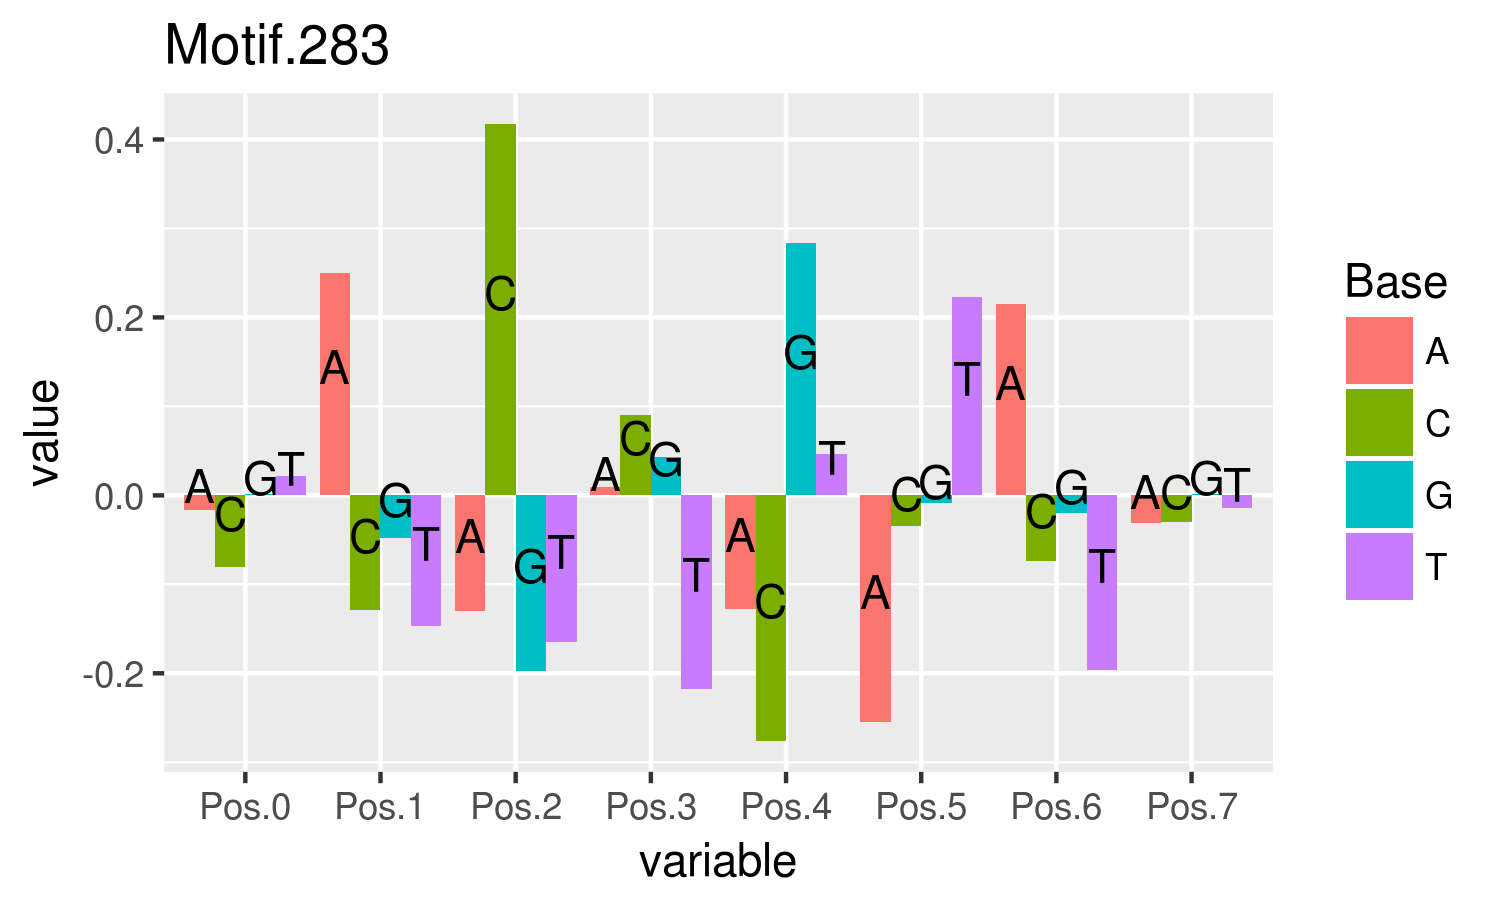 Motif.283
0.4
0.2
0.0
-0.2
value
A C G T A C G T A C G T A C G T A C G T A C G T A C G T A C G T
Pos.0 Pos.1 Pos.2 Pos.3 Pos.4 Pos.5 Pos.6 Pos.7
variable
Base
A
C
G
T